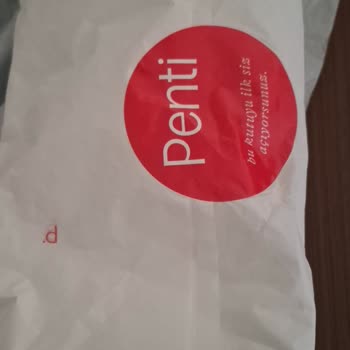 Penti
bu kutuyu ilk siz
açıyorsunuz.
p.